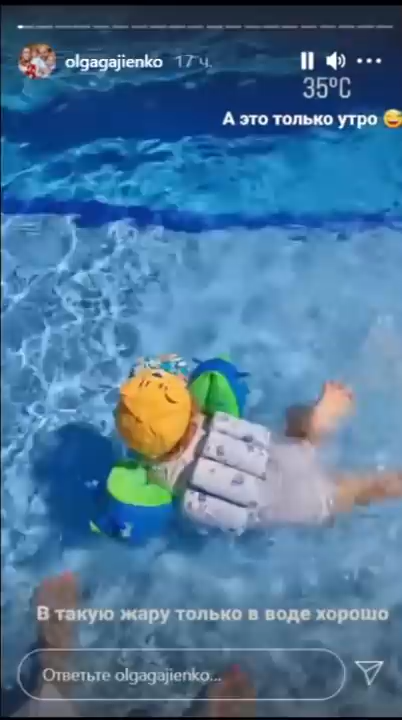 olgagajienko 17 ч.
35°C
А это только утро 😅
В такую жару только в воде хорошо
Ответьте olgagajienko...